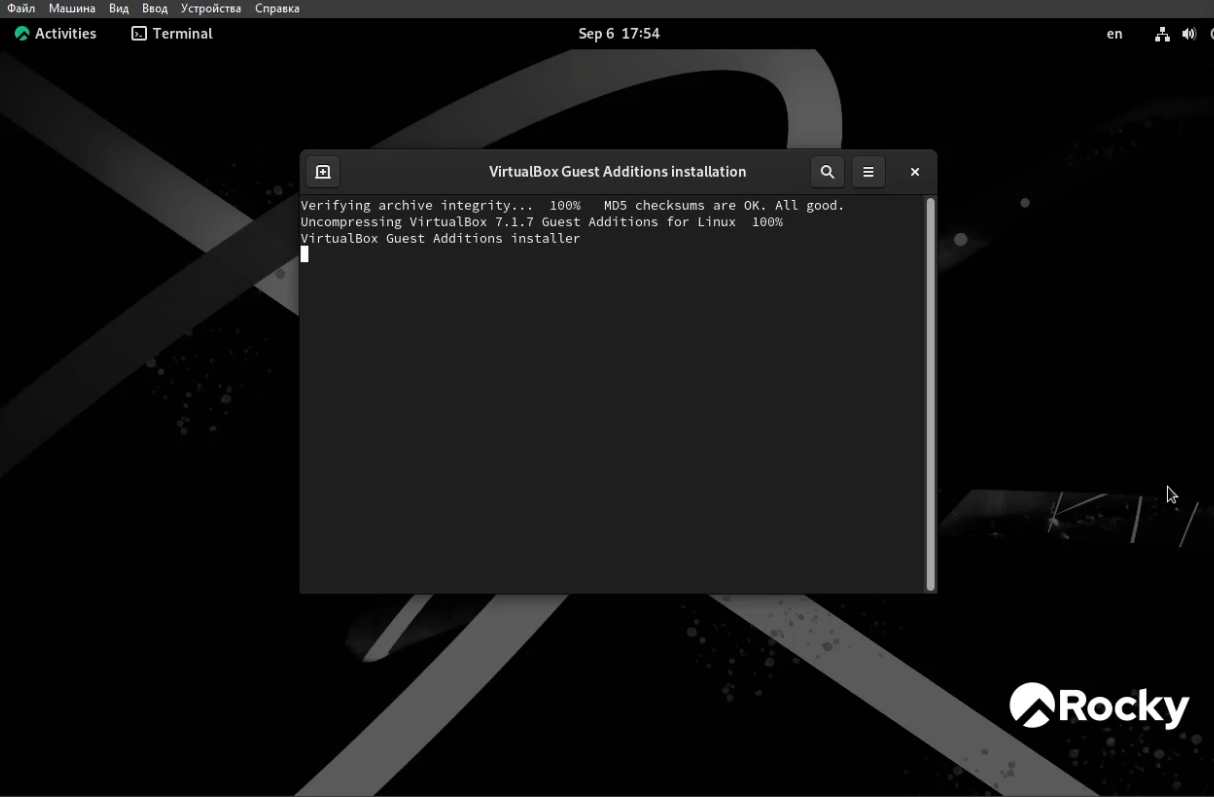 Файл Машина Вид Ввод Устройства Справка
Activities Terminal Sep 6 17:54 en
VirtualBox Guest Additions installation
Verifying archive integrity... 100% MD5 checksums are OK. All good.
Uncompressing VirtualBox 7.1.7 Guest Additions for Linux 100%
VirtualBox Guest Additions installer
Rocky